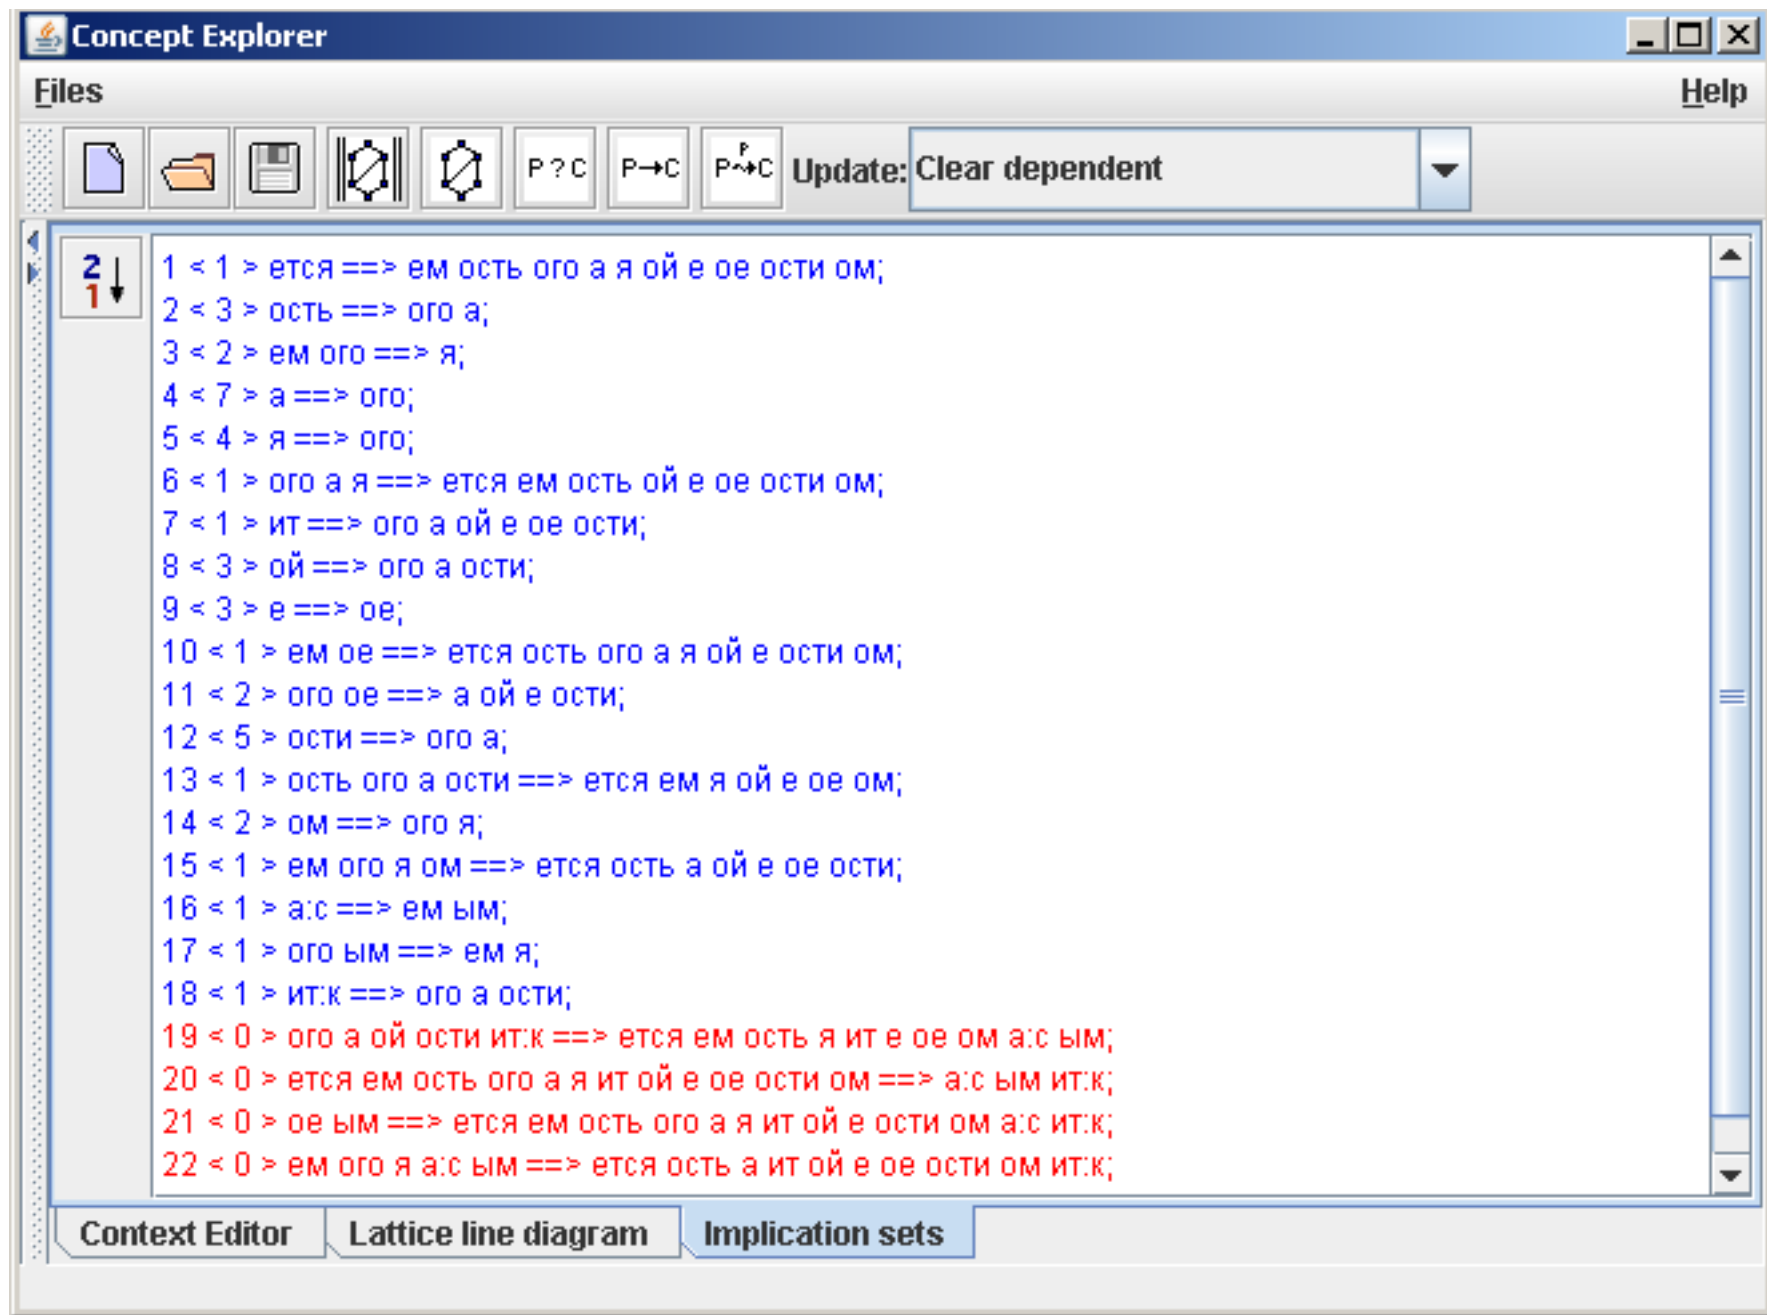 Concept Explorer
Files Help
P ? C P→C P P↝C Update: Clear dependent
2 1
1 < 1 > ется ==> ем ость ого а я ой е ое ости ом;
2 < 3 > ость ==> ого а;
3 < 2 > ем ого ==> я;
4 < 7 > а ==> ого;
5 < 4 > я ==> ого;
6 < 1 > ого а я ==> ется ем ость ой е ое ости ом;
7 < 1 > ит ==> ого а ой е ое ости;
8 < 3 > ой ==> ого а ости;
9 < 3 > е ==> ое;
10 < 1 > ем ое ==> ется ость ого а я ой е ости ом;
11 < 2 > ого ое ==> а ой е ости;
12 < 5 > ости ==> ого а;
13 < 1 > ость ого а ости ==> ется ем я ой е ое ом;
14 < 2 > ом ==> ого я;
15 < 1 > ем ого я ом ==> ется ость а ой е ое ости;
16 < 1 > а:с ==> ем ым;
17 < 1 > ого ым ==> ем я;
18 < 1 > ит:к ==> ого а ости;
19 < 0 > ого а ой ости ит:к ==> ется ем ость я ит е ое ом а:с ым;
20 < 0 > ется ем ость ого а я ит ой е ое ости ом ==> а:с ым ит:к;
21 < 0 > ое ым ==> ется ем ость ого а я ит ой е ости ом а:с ит:к;
22 < 0 > ем ого я а:с ым ==> ется ость а ит ой е ое ости ом ит:к;
Context Editor Lattice line diagram Implication sets